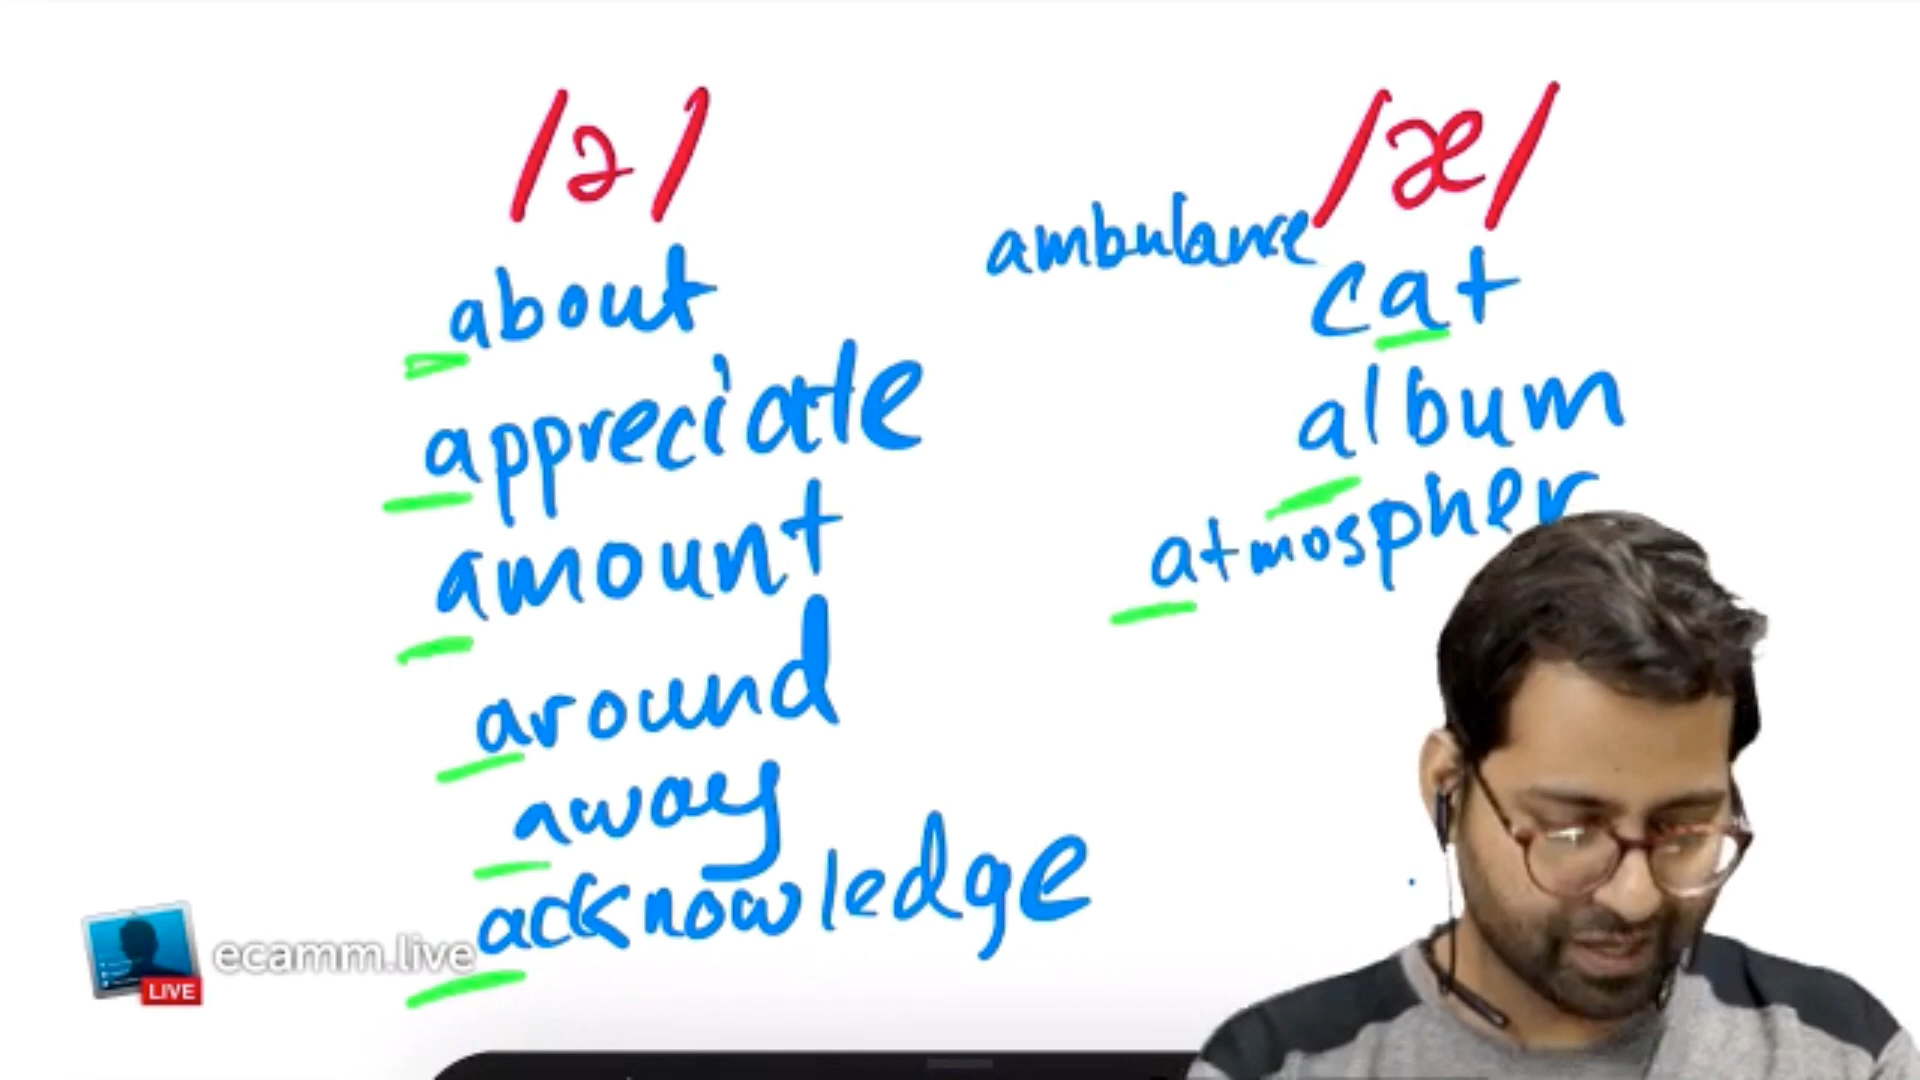 /ə/
about
appreciate
amount
around
away
acknowledge
/æ/
ambulance
cat
album
atmospher
ecamm.live
LIVE